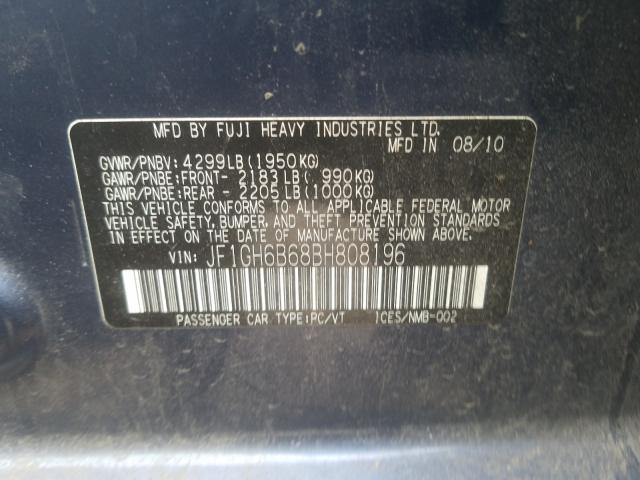 MFD BY FUJI HEAVY INDUSTRIES LTD.
MFD IN 08/10
GVWR/PNBV: 4299LB(1950KG)
GAWR/PNBE:FRONT- 2183LB( 990KG)
GAWR/PNBE:REAR - 2205LB(1000KG)
THIS VEHICLE CONFORMS TO ALL APPLICABLE FEDERAL MOTOR
VEHICLE SAFETY, BUMPER, AND THEFT PREVENTION STANDARDS
IN EFFECT ON THE DATE OF MANUFACTURE SHOWN ABOVE.
VIN: JF1GH6B68BH808196
PASSENGER CAR TYPE:PC/VT ICES/NMB-002